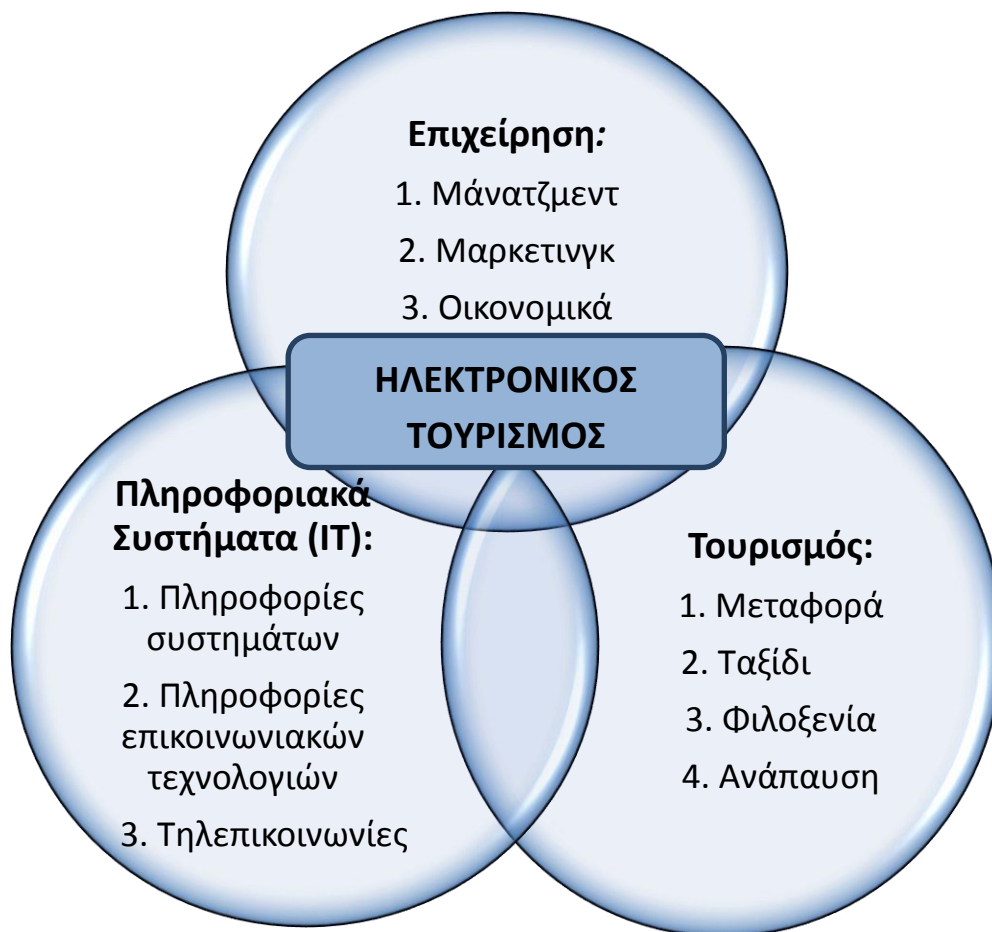 Επιχείρηση:
1. Μάνατζμεντ
2. Μαρκετινγκ
3. Οικονομικά
ΗΛΕΚΤΡΟΝΙΚΟΣ
ΤΟΥΡΙΣΜΟΣ
Πληροφοριακά
Συστήματα (IT):
1. Πληροφορίες
συστημάτων
2. Πληροφορίες
επικοινωνιακών
τεχνολογιών
3. Τηλεπικοινωνίες
Τουρισμός:
1. Μεταφορά
2. Ταξίδι
3. Φιλοξενία
4. Ανάπαυση